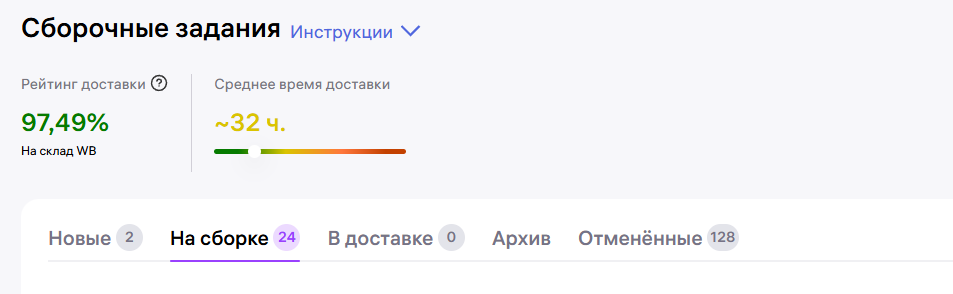 Сборочные задания Инструкции
Рейтинг доставки ? Среднее время доставки
97,49% ~32 ч.
На склад WB
Новые 2 На сборке 24 В доставке 0 Архив Отменённые 128